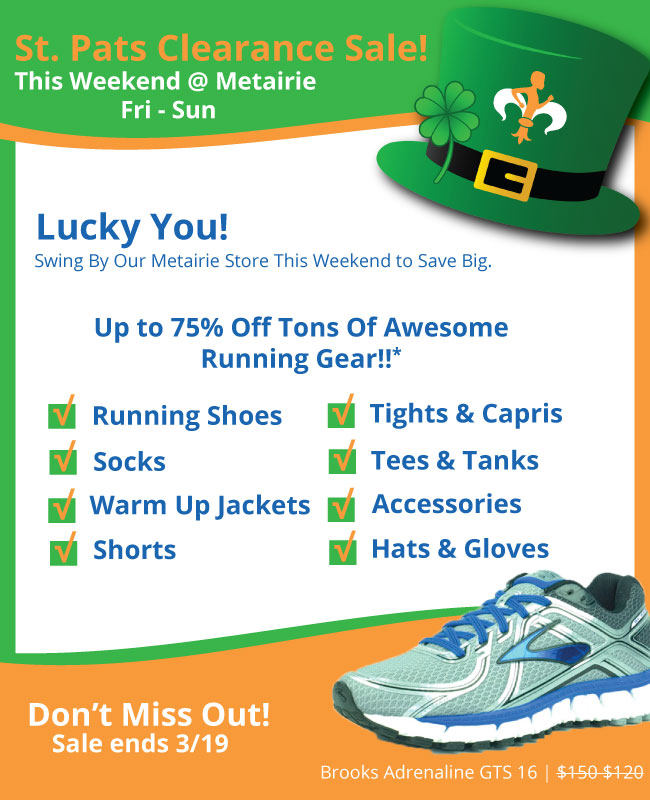 St. Pats Clearance Sale!
This Weekend @ Metairie
Fri - Sun
Lucky You!
Swing By Our Metairie Store This Weekend to Save Big.
Up to 75% Off Tons Of Awesome
Running Gear!!*
Running Shoes
Socks
Warm Up Jackets
Shorts
Tights & Capris
Tees & Tanks
Accessories
Hats & Gloves
Don't Miss Out!
Sale ends 3/19
Brooks Adrenaline GTS 16 | $150 $120